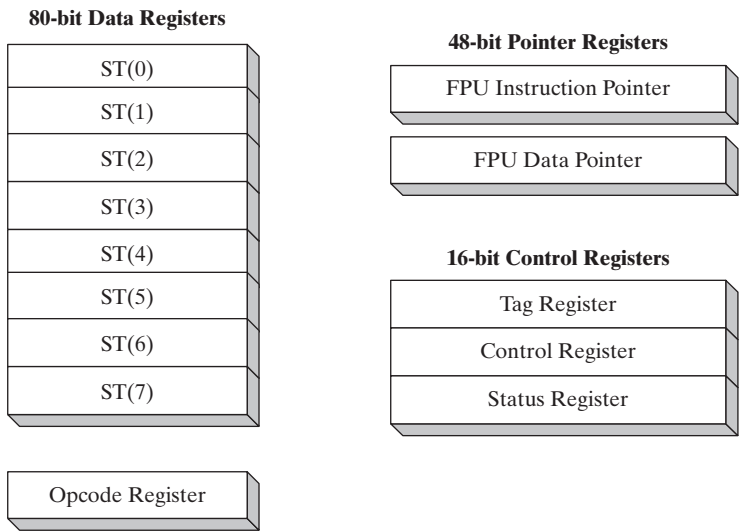 80-bit Data Registers
ST(0)
ST(1)
ST(2)
ST(3)
ST(4)
ST(5)
ST(6)
ST(7)
Opcode Register
48-bit Pointer Registers
FPU Instruction Pointer
FPU Data Pointer
16-bit Control Registers
Tag Register
Control Register
Status Register